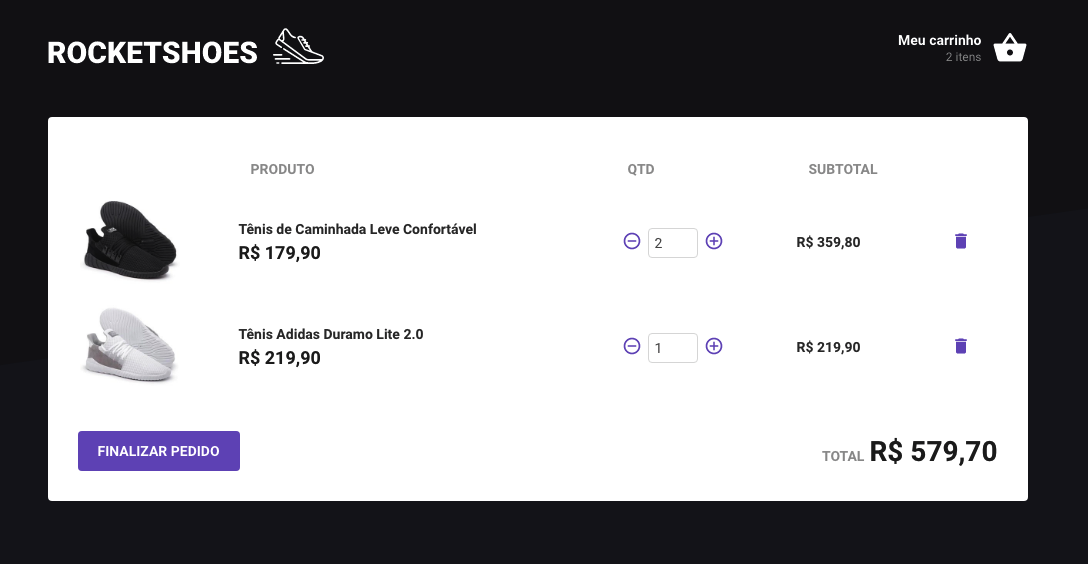 ROCKETSHOES
Meu carrinho
2 itens
PRODUTO QTD SUBTOTAL
Tênis de Caminhada Leve Confortável
R$ 179,90
2
R$ 359,80
Tênis Adidas Duramo Lite 2.0
R$ 219,90
1
R$ 219,90
FINALIZAR PEDIDO
TOTAL R$ 579,70